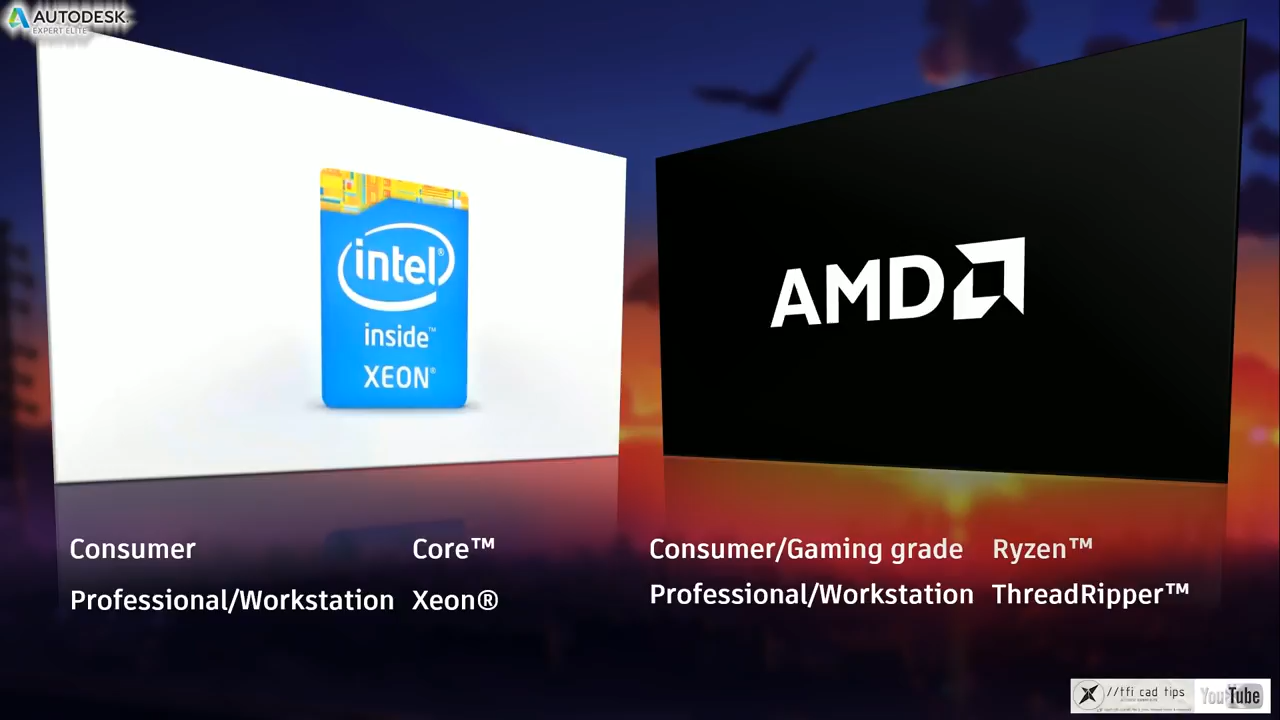 AUTODESK.
EXPERT ELITE
intel®
inside™
XEON®
AMD
Consumer Core™
Professional/Workstation Xeon®
Consumer/Gaming grade Ryzen™
Professional/Workstation ThreadRipper™
//tfi cad tips
YouTube